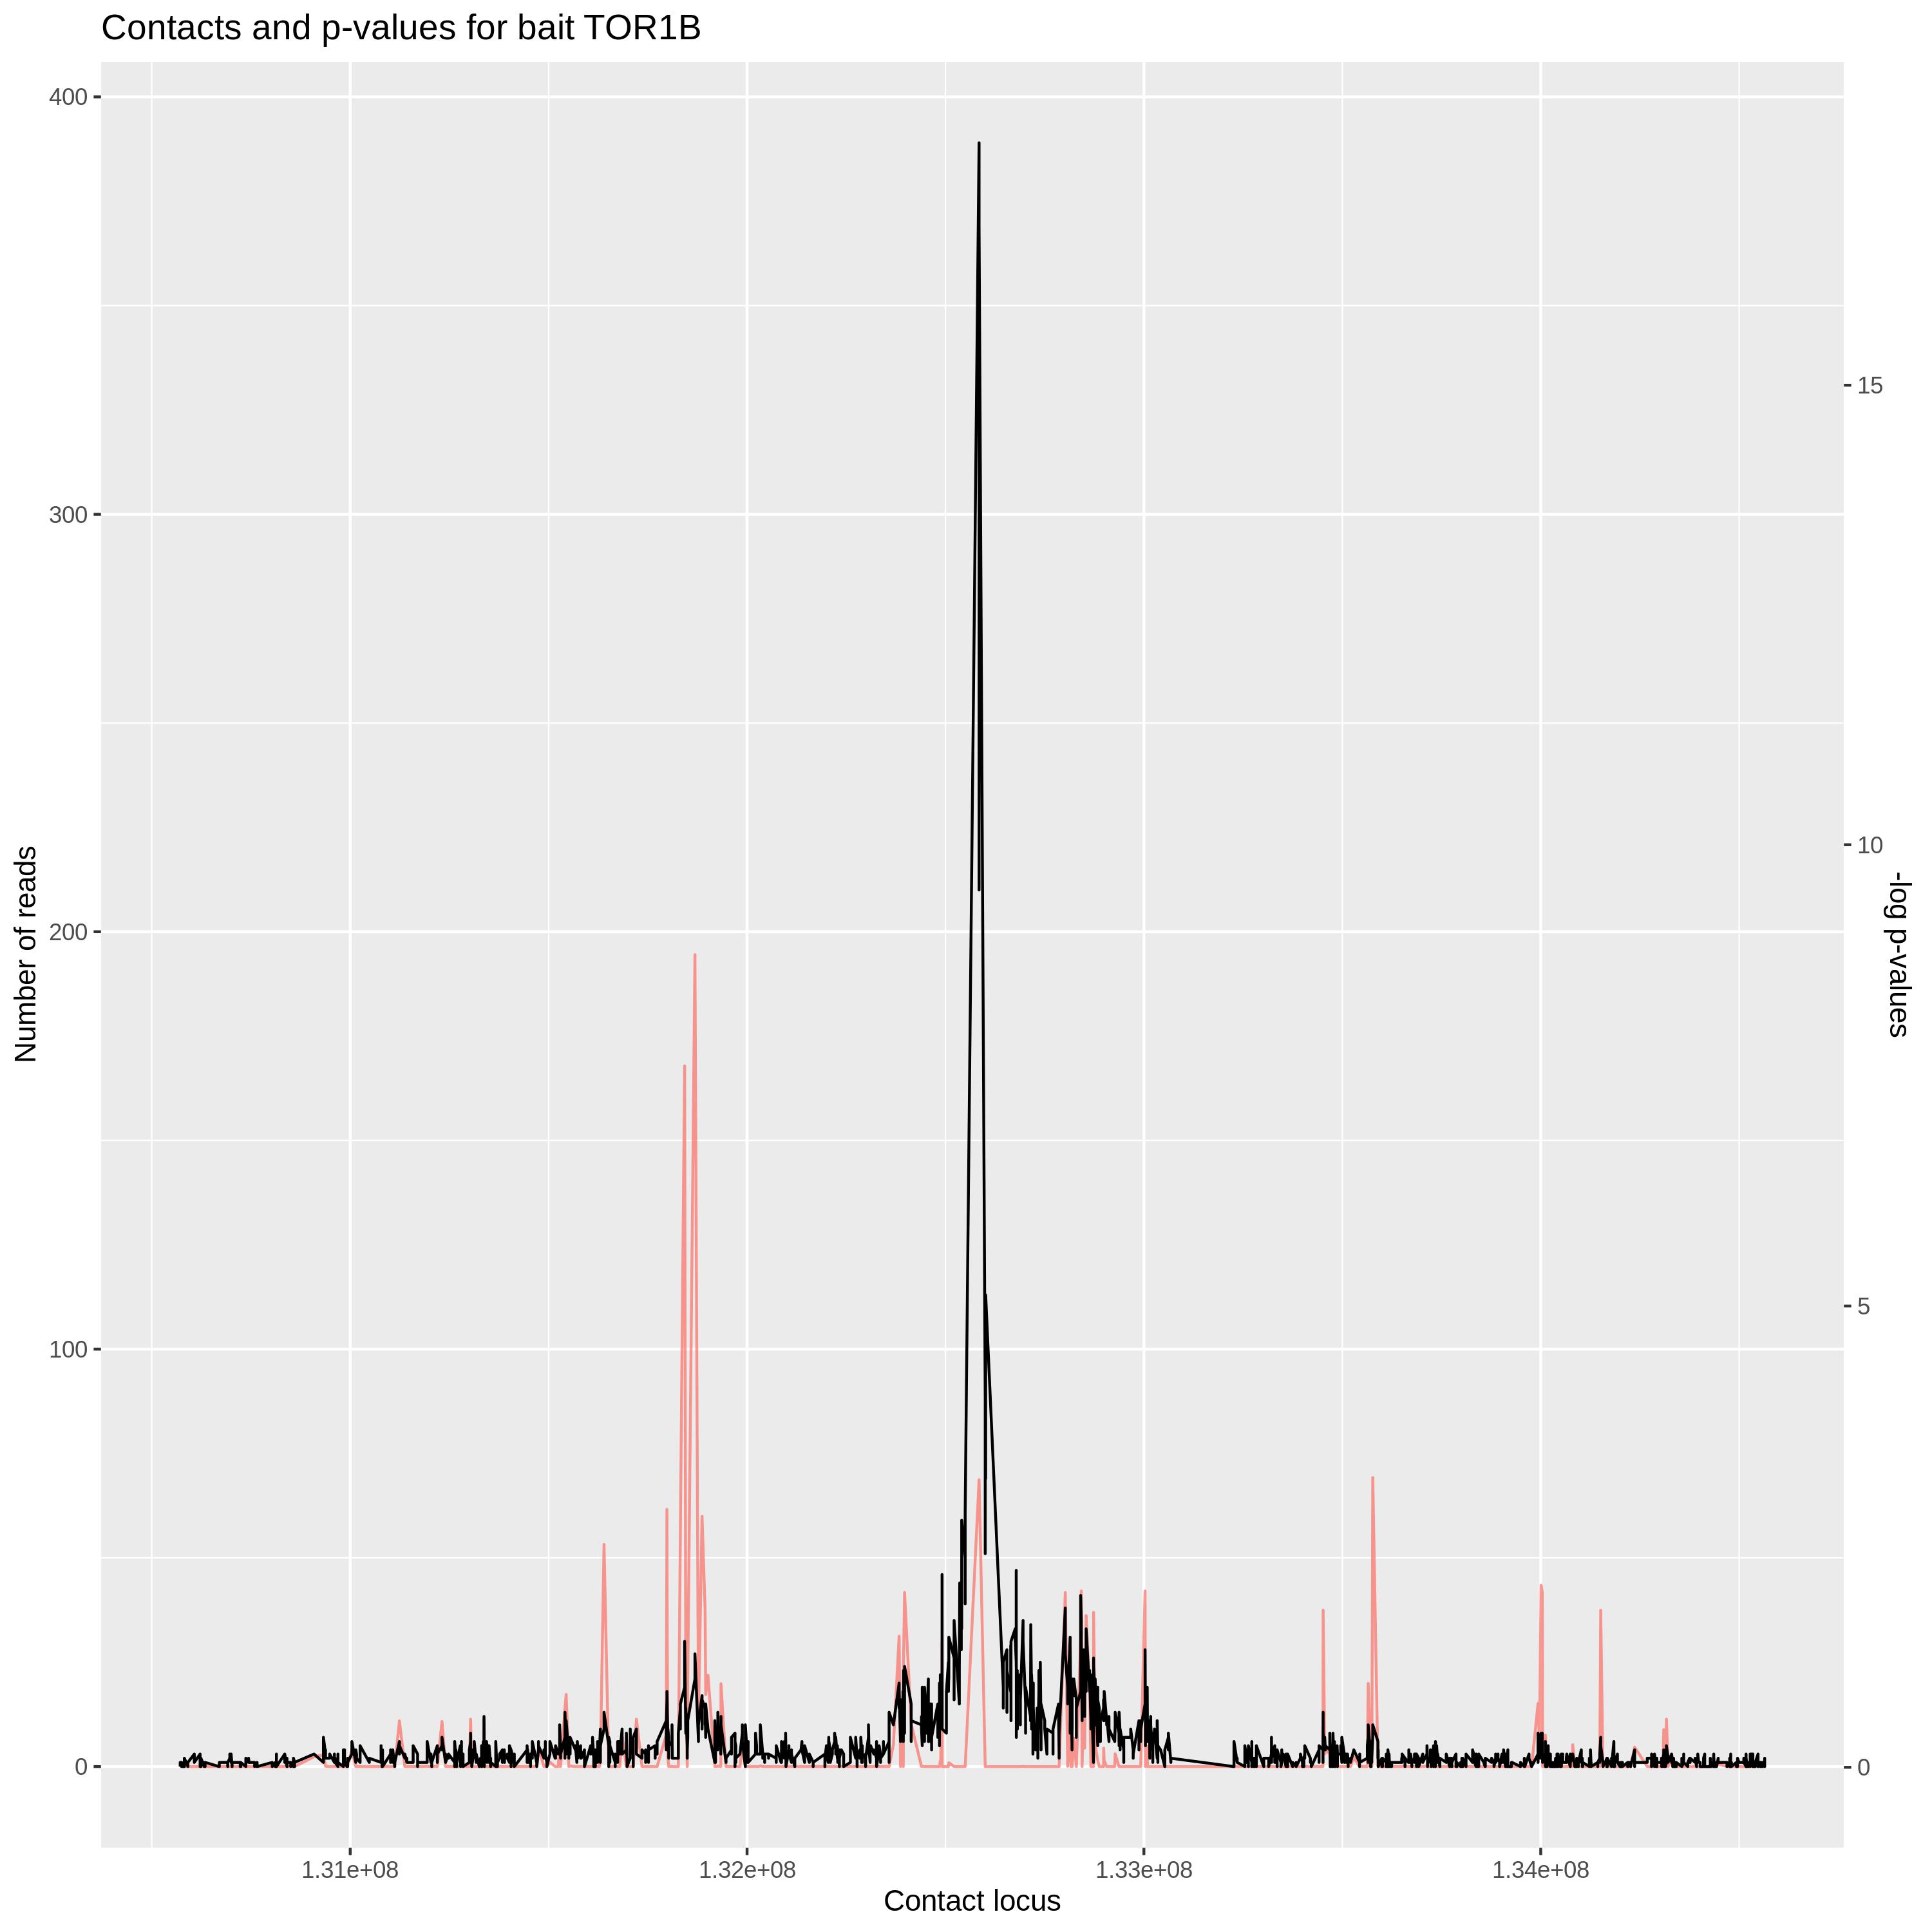 Contacts and p-values for bait TOR1B
400
300
200
100
0
Number of reads
15
10
5
0
-log p-values
1.31e+08
1.32e+08
1.33e+08
1.34e+08
Contact locus